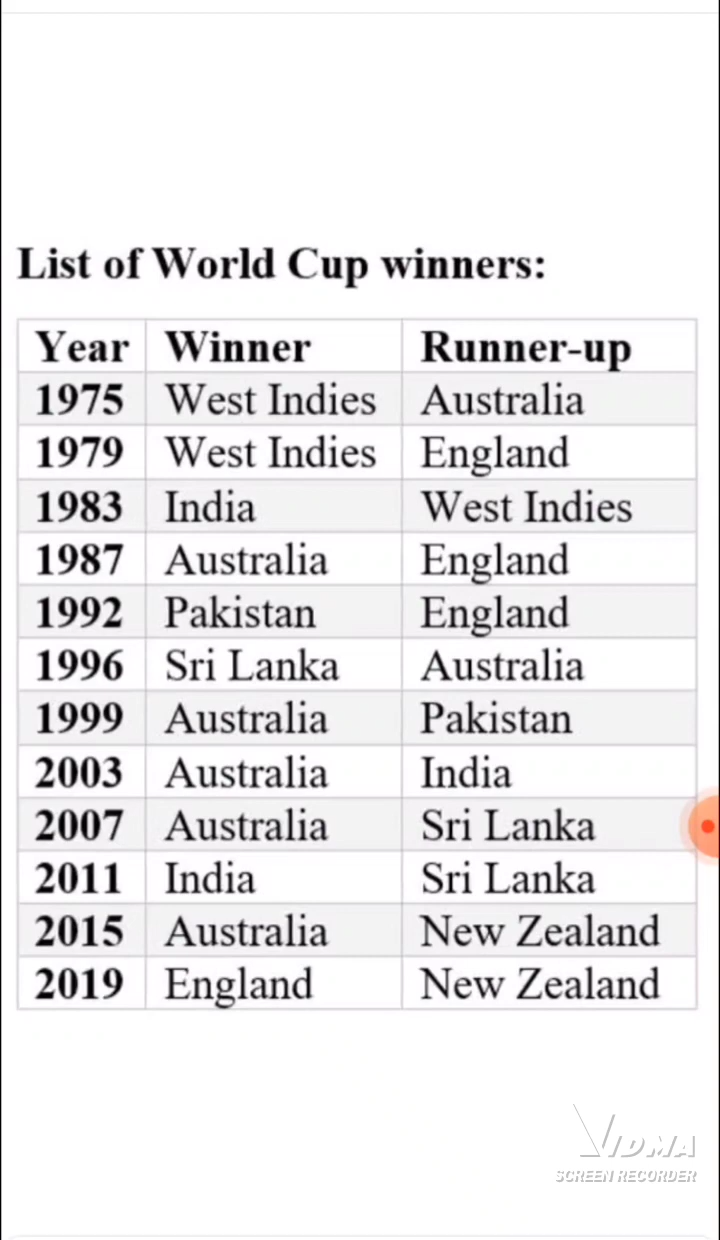 List of World Cup winners:
Year Winner Runner-up
1975 West Indies Australia
1979 West Indies England
1983 India West Indies
1987 Australia England
1992 Pakistan England
1996 Sri Lanka Australia
1999 Australia Pakistan
2003 Australia India
2007 Australia Sri Lanka
2011 India Sri Lanka
2015 Australia New Zealand
2019 England New Zealand
VIDMA
SCREEN RECORDER